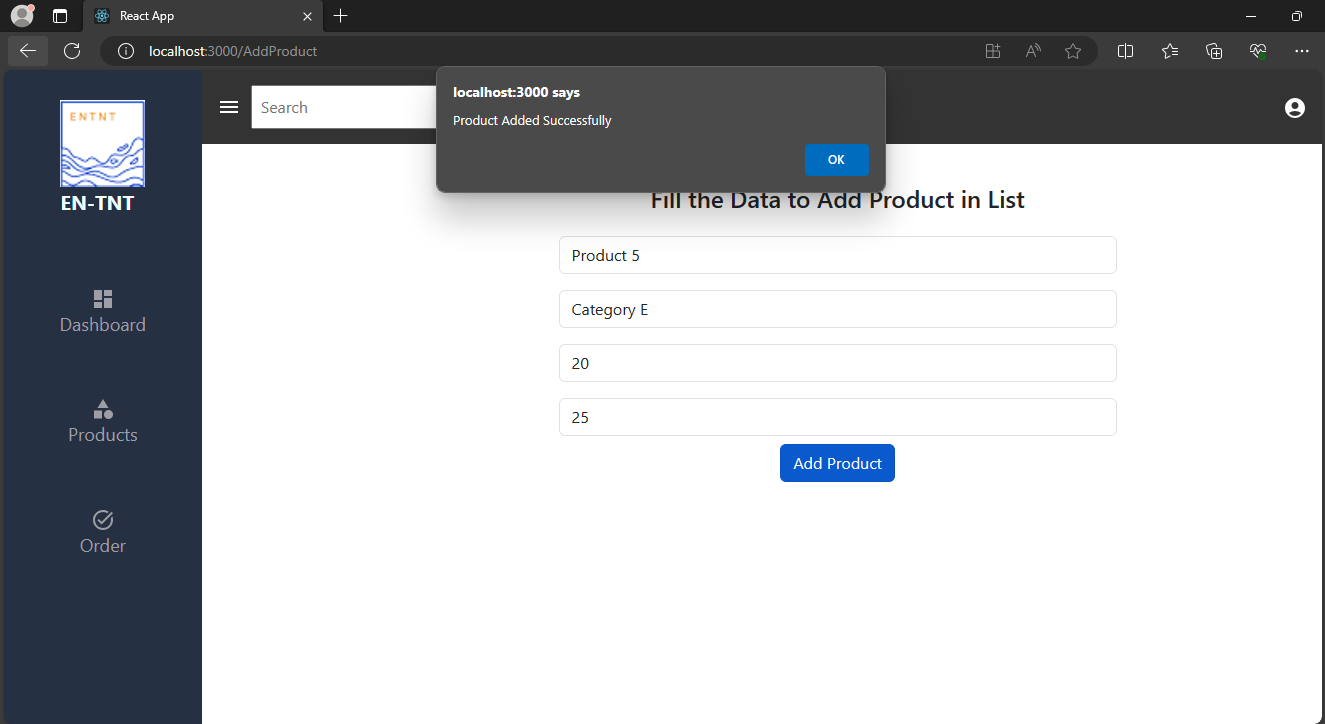 React App
localhost:3000/AddProduct
localhost:3000 says
Product Added Successfully
OK
ENTNT
EN-TNT
Search
Dashboard
Products
Order
Fill the Data to Add Product in List
Product 5
Category E
20
25
Add Product